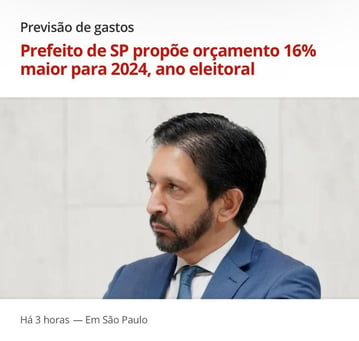 Previsão de gastos
Prefeito de SP propõe orçamento 16%
maior para 2024, ano eleitoral
Há 3 horas — Em São Paulo